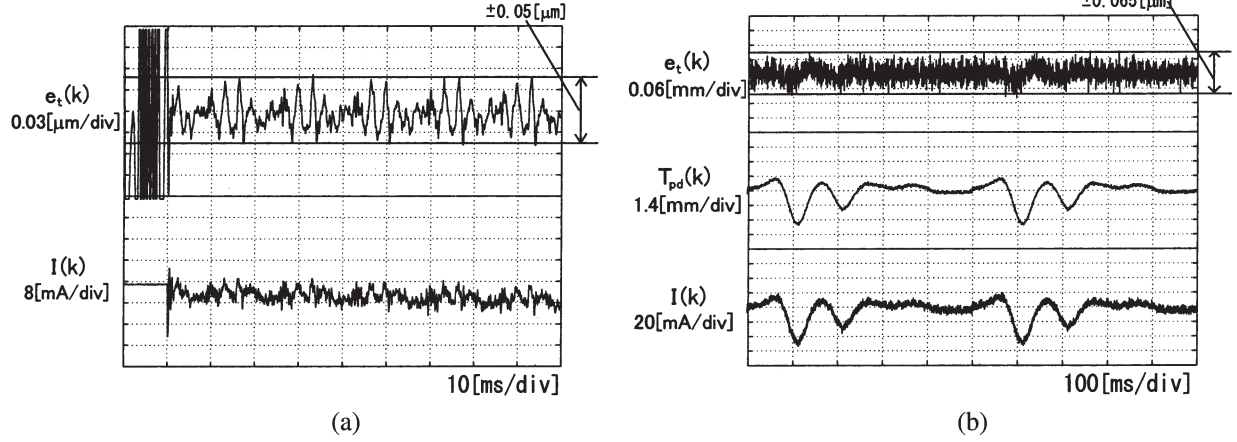 ±0.05[μm]
e_t(k)
0.03[μm/div]
I(k)
8[mA/div]
10[ms/div]
(a)
±0.065[μm]
e_t(k)
0.06[mm/div]
T_pd(k)
1.4[mm/div]
I(k)
20[mA/div]
100[ms/div]
(b)